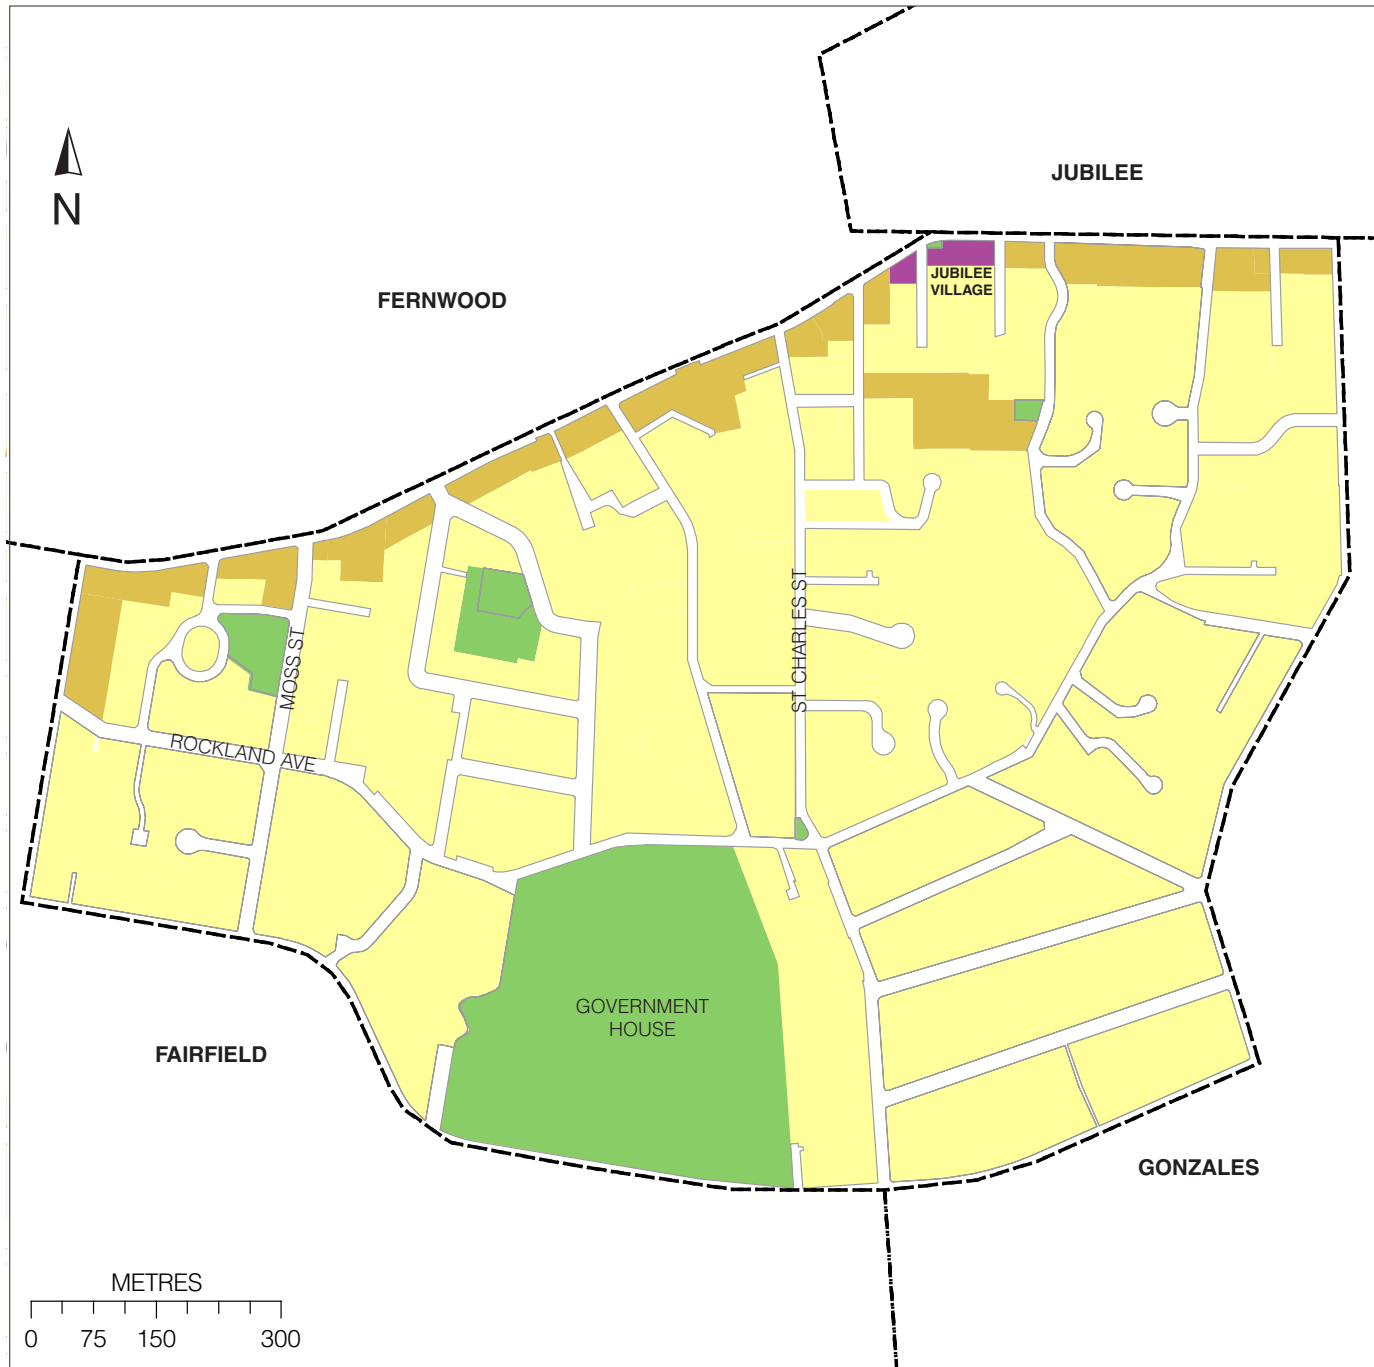 JUBILEE
N
JUBILEE
VILLAGE
FERNWOOD
MOSS ST
ST CHARLES ST
ROCKLAND AVE
GOVERNMENT
HOUSE
FAIRFIELD
GONZALES
METRES
0 75 150 300